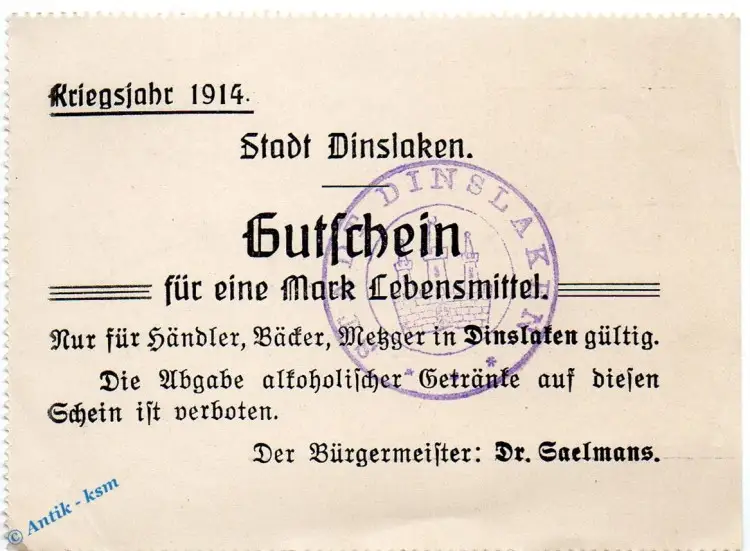 Kriegsjahr 1914.
Stadt Dinslaken.
Gutſchein
für eine Mark Lebensmittel.
Nur für Händler, Bäcker, Metzger in Dinslaken gültig.
Die Abgabe alkoholiſcher Getränke auf dieſen
Schein iſt verboten.
Der Bürgermeiſter: Dr. Saelmans.
STADT DINSLAKEN
© Antik - ksm